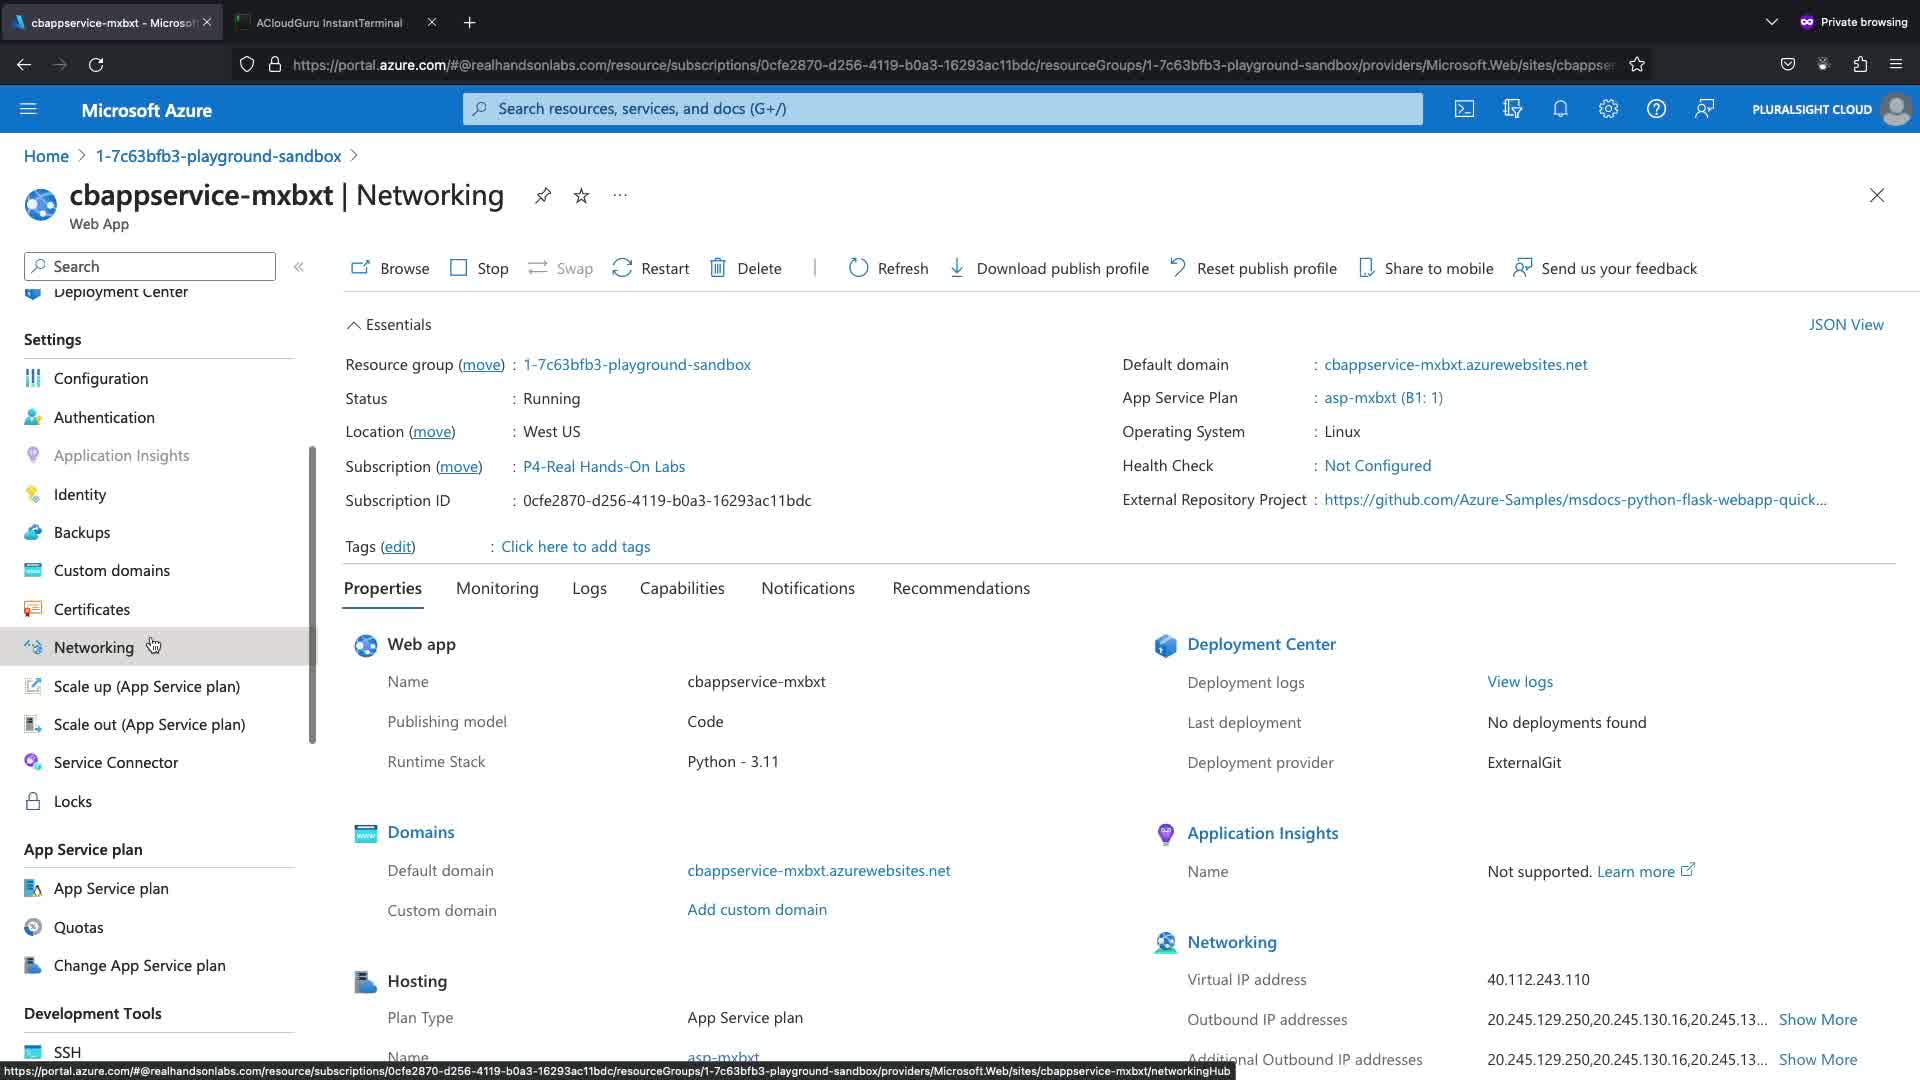 cbappservice-mxbxt - Microsof
ACloudGuru InstantTerminal
Private browsing
https://portal.azure.com/#@realhandsonlabs.com/resource/subscriptions/0cfe2870-d256-4119-b0a3-16293ac11bdc/resourceGroups/1-7c63bfb3-playground-sandbox/providers/Microsoft.Web/sites/cbappser
Microsoft Azure
Search resources, services, and docs (G+/)
PLURALSIGHT CLOUD
Home > 1-7c63bfb3-playground-sandbox >
cbappservice-mxbxt | Networking ...
Web App
Search
«
Browse Stop Swap Restart Delete | Refresh Download publish profile Reset publish profile Share to mobile Send us your feedback
Deployment Center
Settings
Configuration
Authentication
Application Insights
Identity
Backups
Custom domains
Certificates
Networking
Scale up (App Service plan)
Scale out (App Service plan)
Service Connector
Locks
App Service plan
App Service plan
Quotas
Change App Service plan
Development Tools
SSH
Essentials
JSON View
Resource group (move) : 1-7c63bfb3-playground-sandbox
Status : Running
Location (move) : West US
Subscription (move) : P4-Real Hands-On Labs
Subscription ID : 0cfe2870-d256-4119-b0a3-16293ac11bdc
Default domain : cbappservice-mxbxt.azurewebsites.net
App Service Plan : asp-mxbxt (B1: 1)
Operating System : Linux
Health Check : Not Configured
External Repository Project : https://github.com/Azure-Samples/msdocs-python-flask-webapp-quick...
Tags (edit) : Click here to add tags
Properties Monitoring Logs Capabilities Notifications Recommendations
Web app
Name cbappservice-mxbxt
Publishing model Code
Runtime Stack Python - 3.11
Domains
Default domain cbappservice-mxbxt.azurewebsites.net
Custom domain Add custom domain
Hosting
Plan Type App Service plan
Name asp-mxbxt
Deployment Center
Deployment logs View logs
Last deployment No deployments found
Deployment provider ExternalGit
Application Insights
Name Not supported. Learn more
Networking
Virtual IP address 40.112.243.110
Outbound IP addresses 20.245.129.250,20.245.130.16,20.245.13... Show More
Additional Outbound IP addresses 20.245.129.250,20.245.130.16,20.245.13... Show More
https://portal.azure.com/#@realhandsonlabs.com/resource/subscriptions/0cfe2870-d256-4119-b0a3-16293ac11bdc/resourceGroups/1-7c63bfb3-playground-sandbox/providers/Microsoft.Web/sites/cbappservice-mxbxt/networkingHub